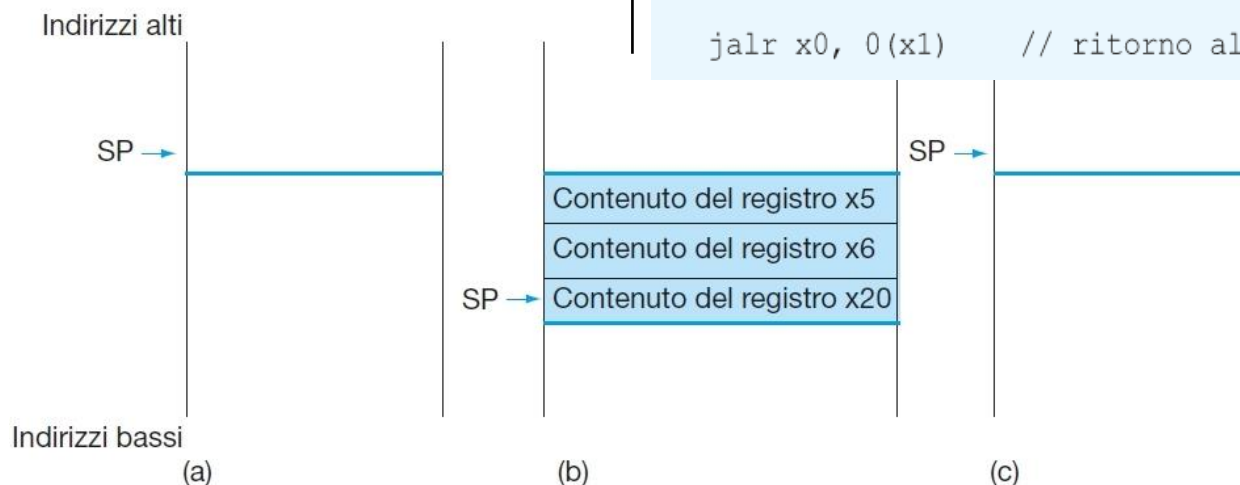 Indirizzi alti
jalr x0, 0(x1) // ritorno al
SP
SP
Contenuto del registro x5
Contenuto del registro x6
SP
Contenuto del registro x20
Indirizzi bassi
(a)
(b)
(c)